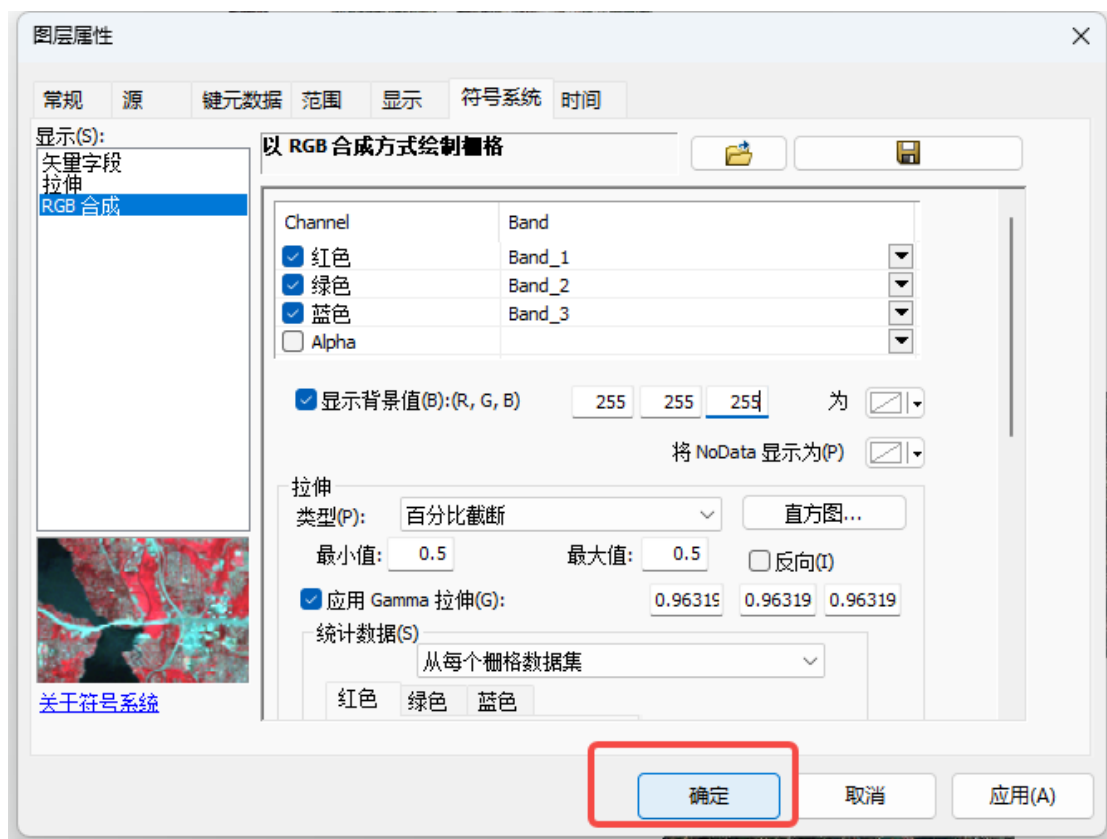 图层属性
常规 源 键元数据 范围 显示 符号系统 时间
显示(S):
矢量字段
拉伸
RGB 合成
以 RGB 合成方式绘制栅格
Channel Band
红色 Band_1
绿色 Band_2
蓝色 Band_3
Alpha
显示背景值(B):(R, G, B) 255 255 255 为
将 NoData 显示为(P)
拉伸
类型(P): 百分比截断 直方图...
最小值: 0.5 最大值: 0.5 反向(I)
应用 Gamma 拉伸(G): 0.96319 0.96319 0.96319
统计数据(S)
从每个栅格数据集
红色 绿色 蓝色
关于符号系统
确定 取消 应用(A)